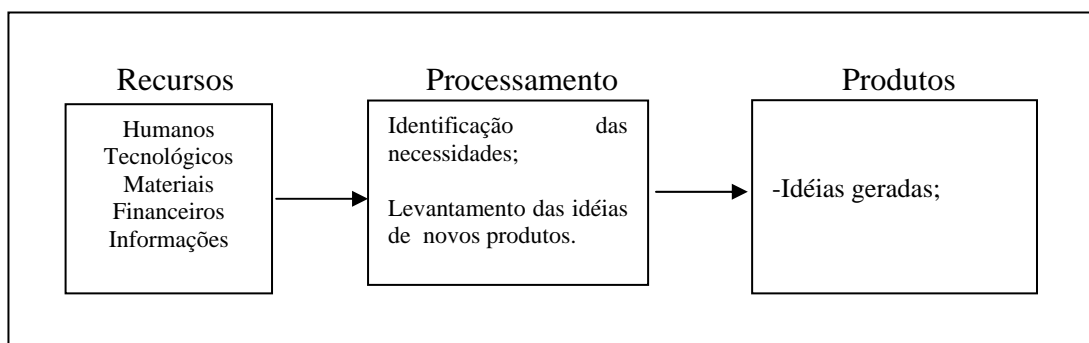 Recursos
Humanos
Tecnológicos
Materiais
Financeiros
Informações
Processamento
Identificação das
necessidades;
Levantamento das idéias
de novos produtos.
Produtos
-Idéias geradas;